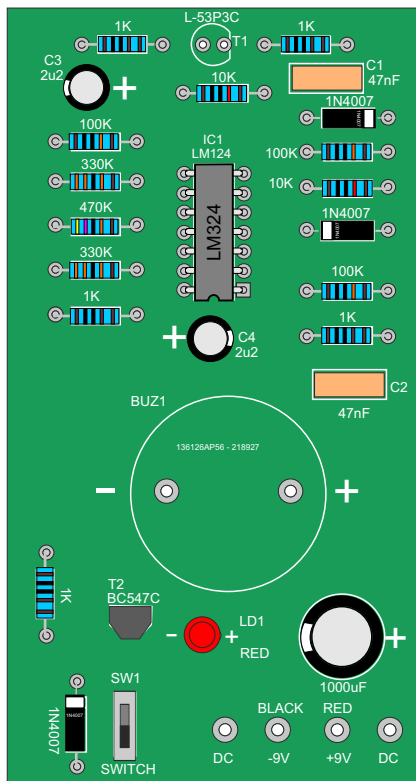 L-53P3C
1K
T1
1K
C3
2u2
+
10K
C1
47nF
1N4007
1N4007
100K
IC1
LM124
100K
330K
10K
LM324
470K
1N4007
1N4007
330K
100K
1K
+
C4
2u2
1K
C2
47nF
BUZ1
136126AP56 - 218927
-
+
1K
T2
BC547C
-
+
LD1
RED
+
1000uF
SW1
1N4007
1N4007
SWITCH
BLACK
RED
DC
-9V
+9V
DC